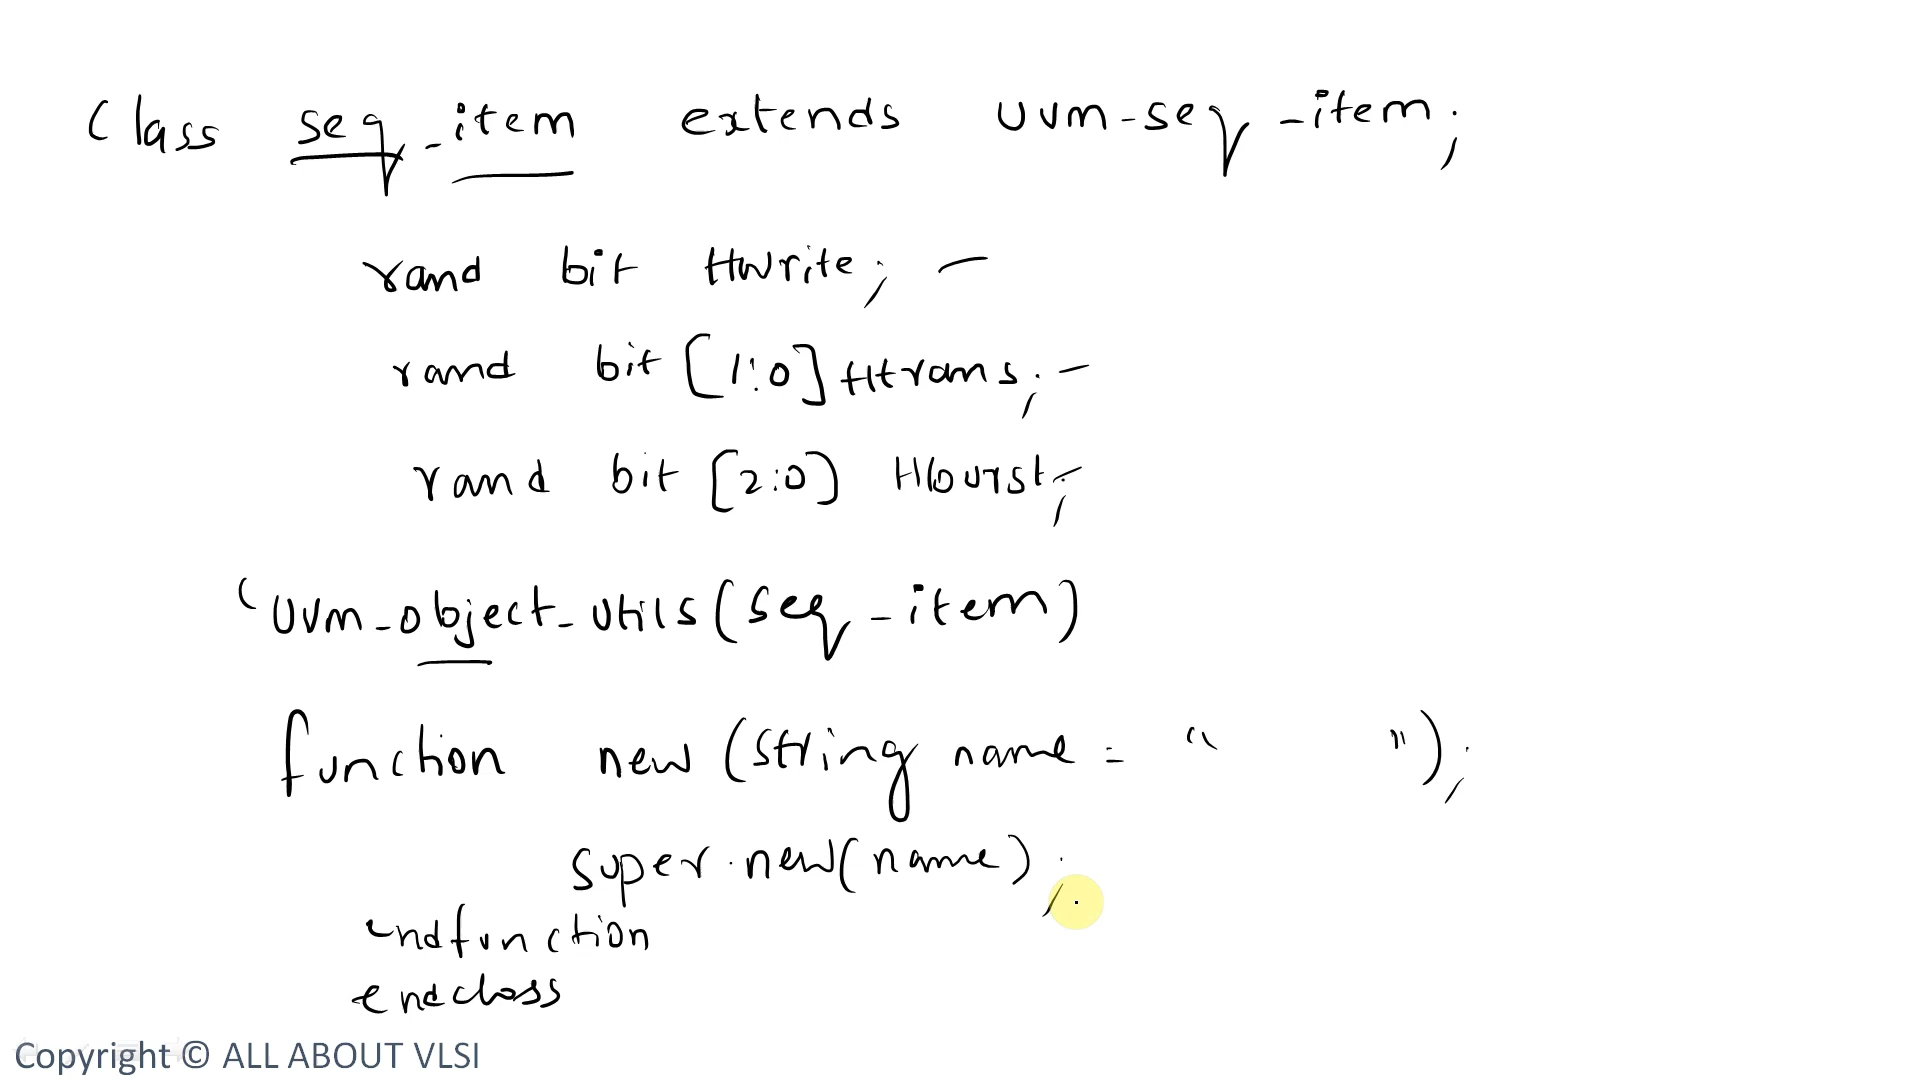 Class seq_item extends uvm-seq-item;
rand bit Hwrite; -
rand bit [1:0] Htrans; -
rand bit [2:0] Hburst; -
`uvm_object_utils(seq_item)
function new (string name = " ");
super.new(name);
endfunction
endclass
Copyright © ALL ABOUT VLSI